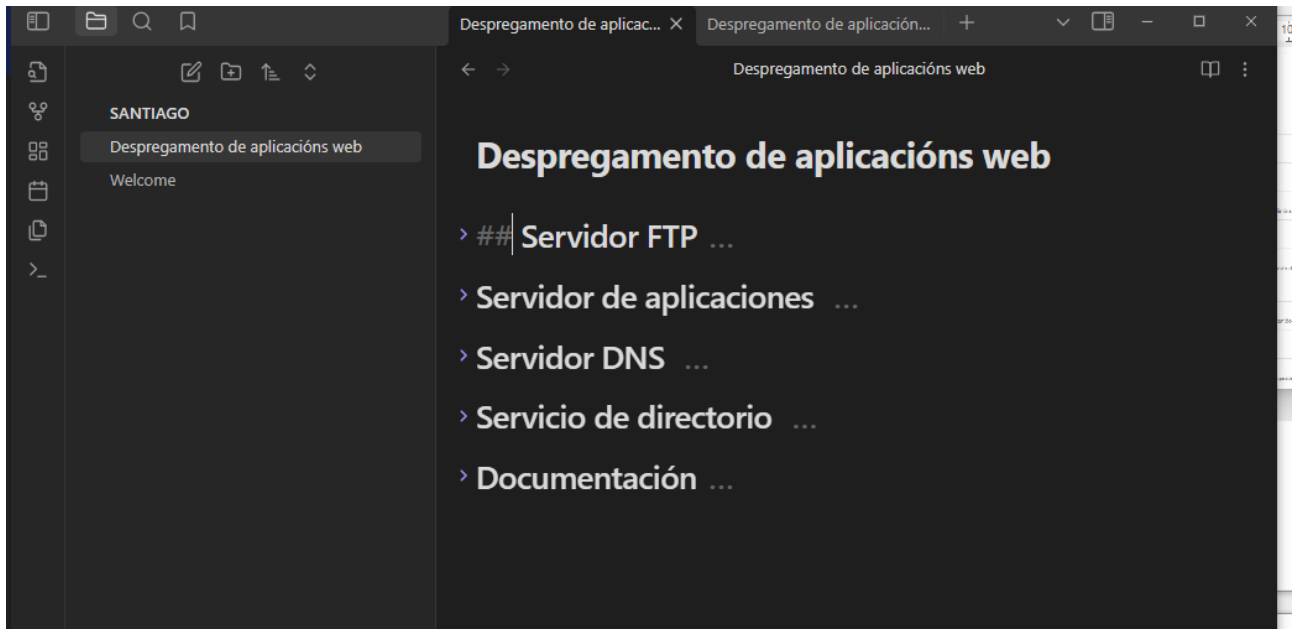 Despregamento de aplicac...
Despregamento de aplicación...
Despregamento de aplicacións web
SANTIAGO
Despregamento de aplicacións web
Welcome
Despregamento de aplicacións web
## Servidor FTP ...
Servidor de aplicaciones ...
Servidor DNS ...
Servicio de directorio ...
Documentación ...